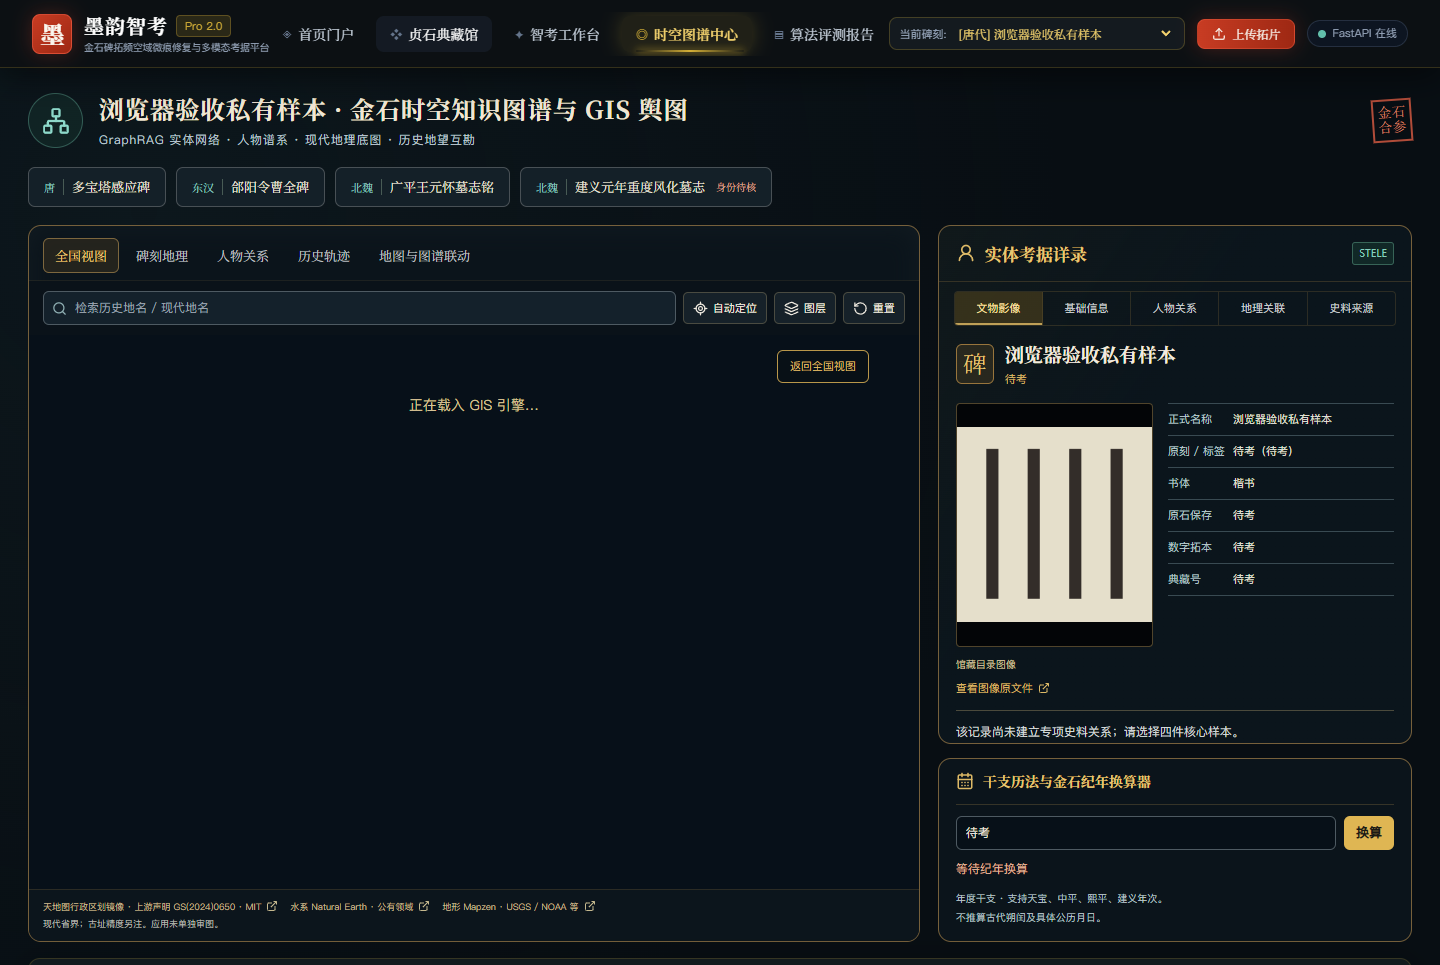 墨
墨韵智考
Pro 2.0
金石碑拓频空域微痕修复与多模态考据平台
首页门户
贞石典藏馆
智考工作台
时空图谱中心
算法评测报告
当前碑刻: [唐代] 浏览器验收私有样本
上传拓片
FastAPI 在线
浏览器验收私有样本 · 金石时空知识图谱与 GIS 舆图
GraphRAG 实体网络 · 人物谱系 · 现代地理底图 · 历史地望互勘
金石
合参
唐 多宝塔感应碑
东汉 郃阳令曹全碑
北魏 广平王元怀墓志铭
北魏 建义元年重度风化墓志 身份待核
全国视图
碑刻地理
人物关系
历史轨迹
地图与图谱联动
检索历史地名 / 现代地名
自动定位
图层
重置
返回全国视图
正在载入 GIS 引擎...
天地图行政区划镜像 · 上游声明 GS(2024)0650 · MIT
水系 Natural Earth · 公有领域
地形 Mapzen · USGS / NOAA 等
现代省界；古址精度另注。应用未单独审图。
实体考据详录
STELE
文物影像
基础信息
人物关系
地理关联
史料来源
碑
浏览器验收私有样本
待考
正式名称 浏览器验收私有样本
原刻 / 标签 待考（待考）
书体 楷书
原石保存 待考
数字拓本 待考
典藏号 待考
馆藏目录图像
查看图像原文件
该记录尚未建立专项史料关系；请选择四件核心样本。
干支历法与金石纪年换算器
待考
换算
等待纪年换算
年度干支 · 支持天宝、中平、熙平、建义年次。
不推算古代朔闰及具体公历月日。